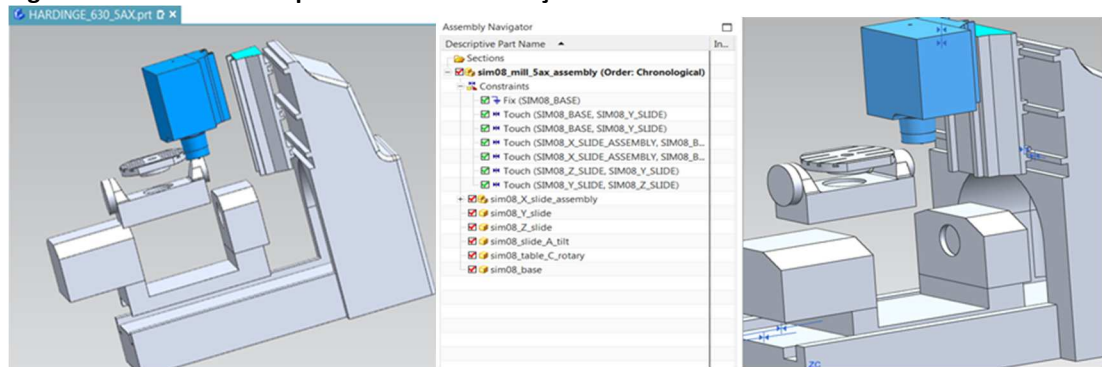 HARDINGE_630_5AX.prt
Assembly Navigator
Descriptive Part Name In...
Sections
sim08_mill_5ax_assembly (Order: Chronological)
Constraints
Fix (SIM08_BASE)
Touch (SIM08_BASE, SIM08_Y_SLIDE)
Touch (SIM08_BASE, SIM08_Y_SLIDE)
Touch (SIM08_X_SLIDE_ASSEMBLY, SIM08_B...
Touch (SIM08_X_SLIDE_ASSEMBLY, SIM08_B...
Touch (SIM08_Z_SLIDE, SIM08_Y_SLIDE)
Touch (SIM08_Y_SLIDE, SIM08_Z_SLIDE)
sim08_X_slide_assembly
sim08_Y_slide
sim08_Z_slide
sim08_slide_A_tilt
sim08_table_C_rotary
sim08_base
ZC